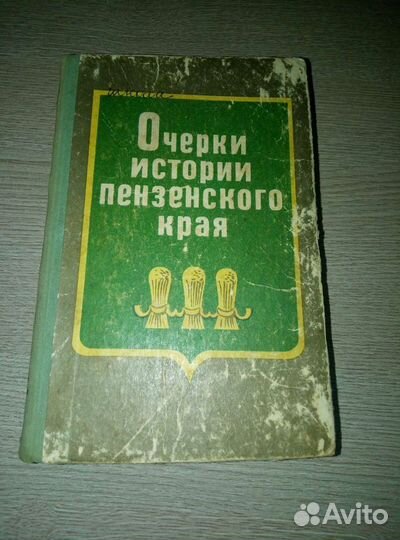 Очерки
истории
пензенского
края
Avito